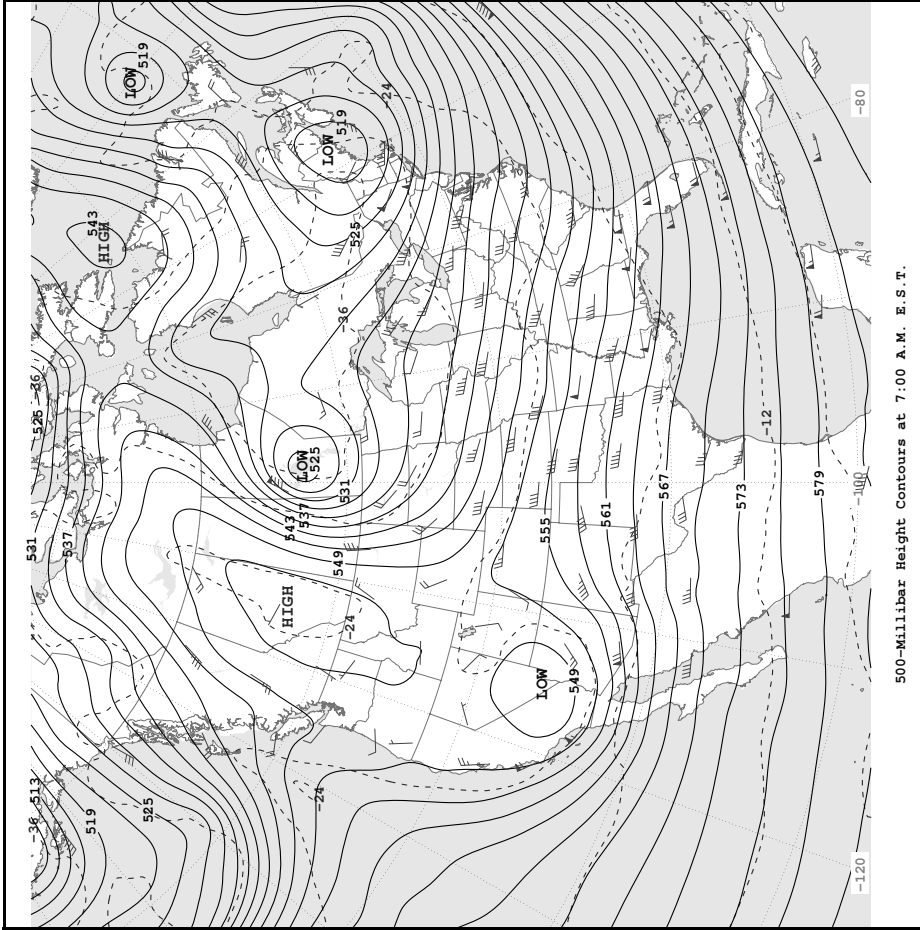 -36 513 531 525 -36
537
519 543
HIGH
LOW
519
525
HIGH 543
537
LOW
525
-24
LOW
519
549 531 -36
-24 525
-24
LOW 555
549
561
567
573
-12
579
-120 -100 -80
500-Millibar Height Contours at 7:00 A.M. E.S.T.